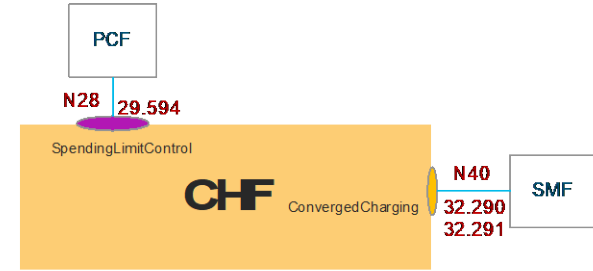 PCF
N28 29.594
SpendingLimitControl
CHF
ConvergedCharging
N40
32.290
32.291
SMF